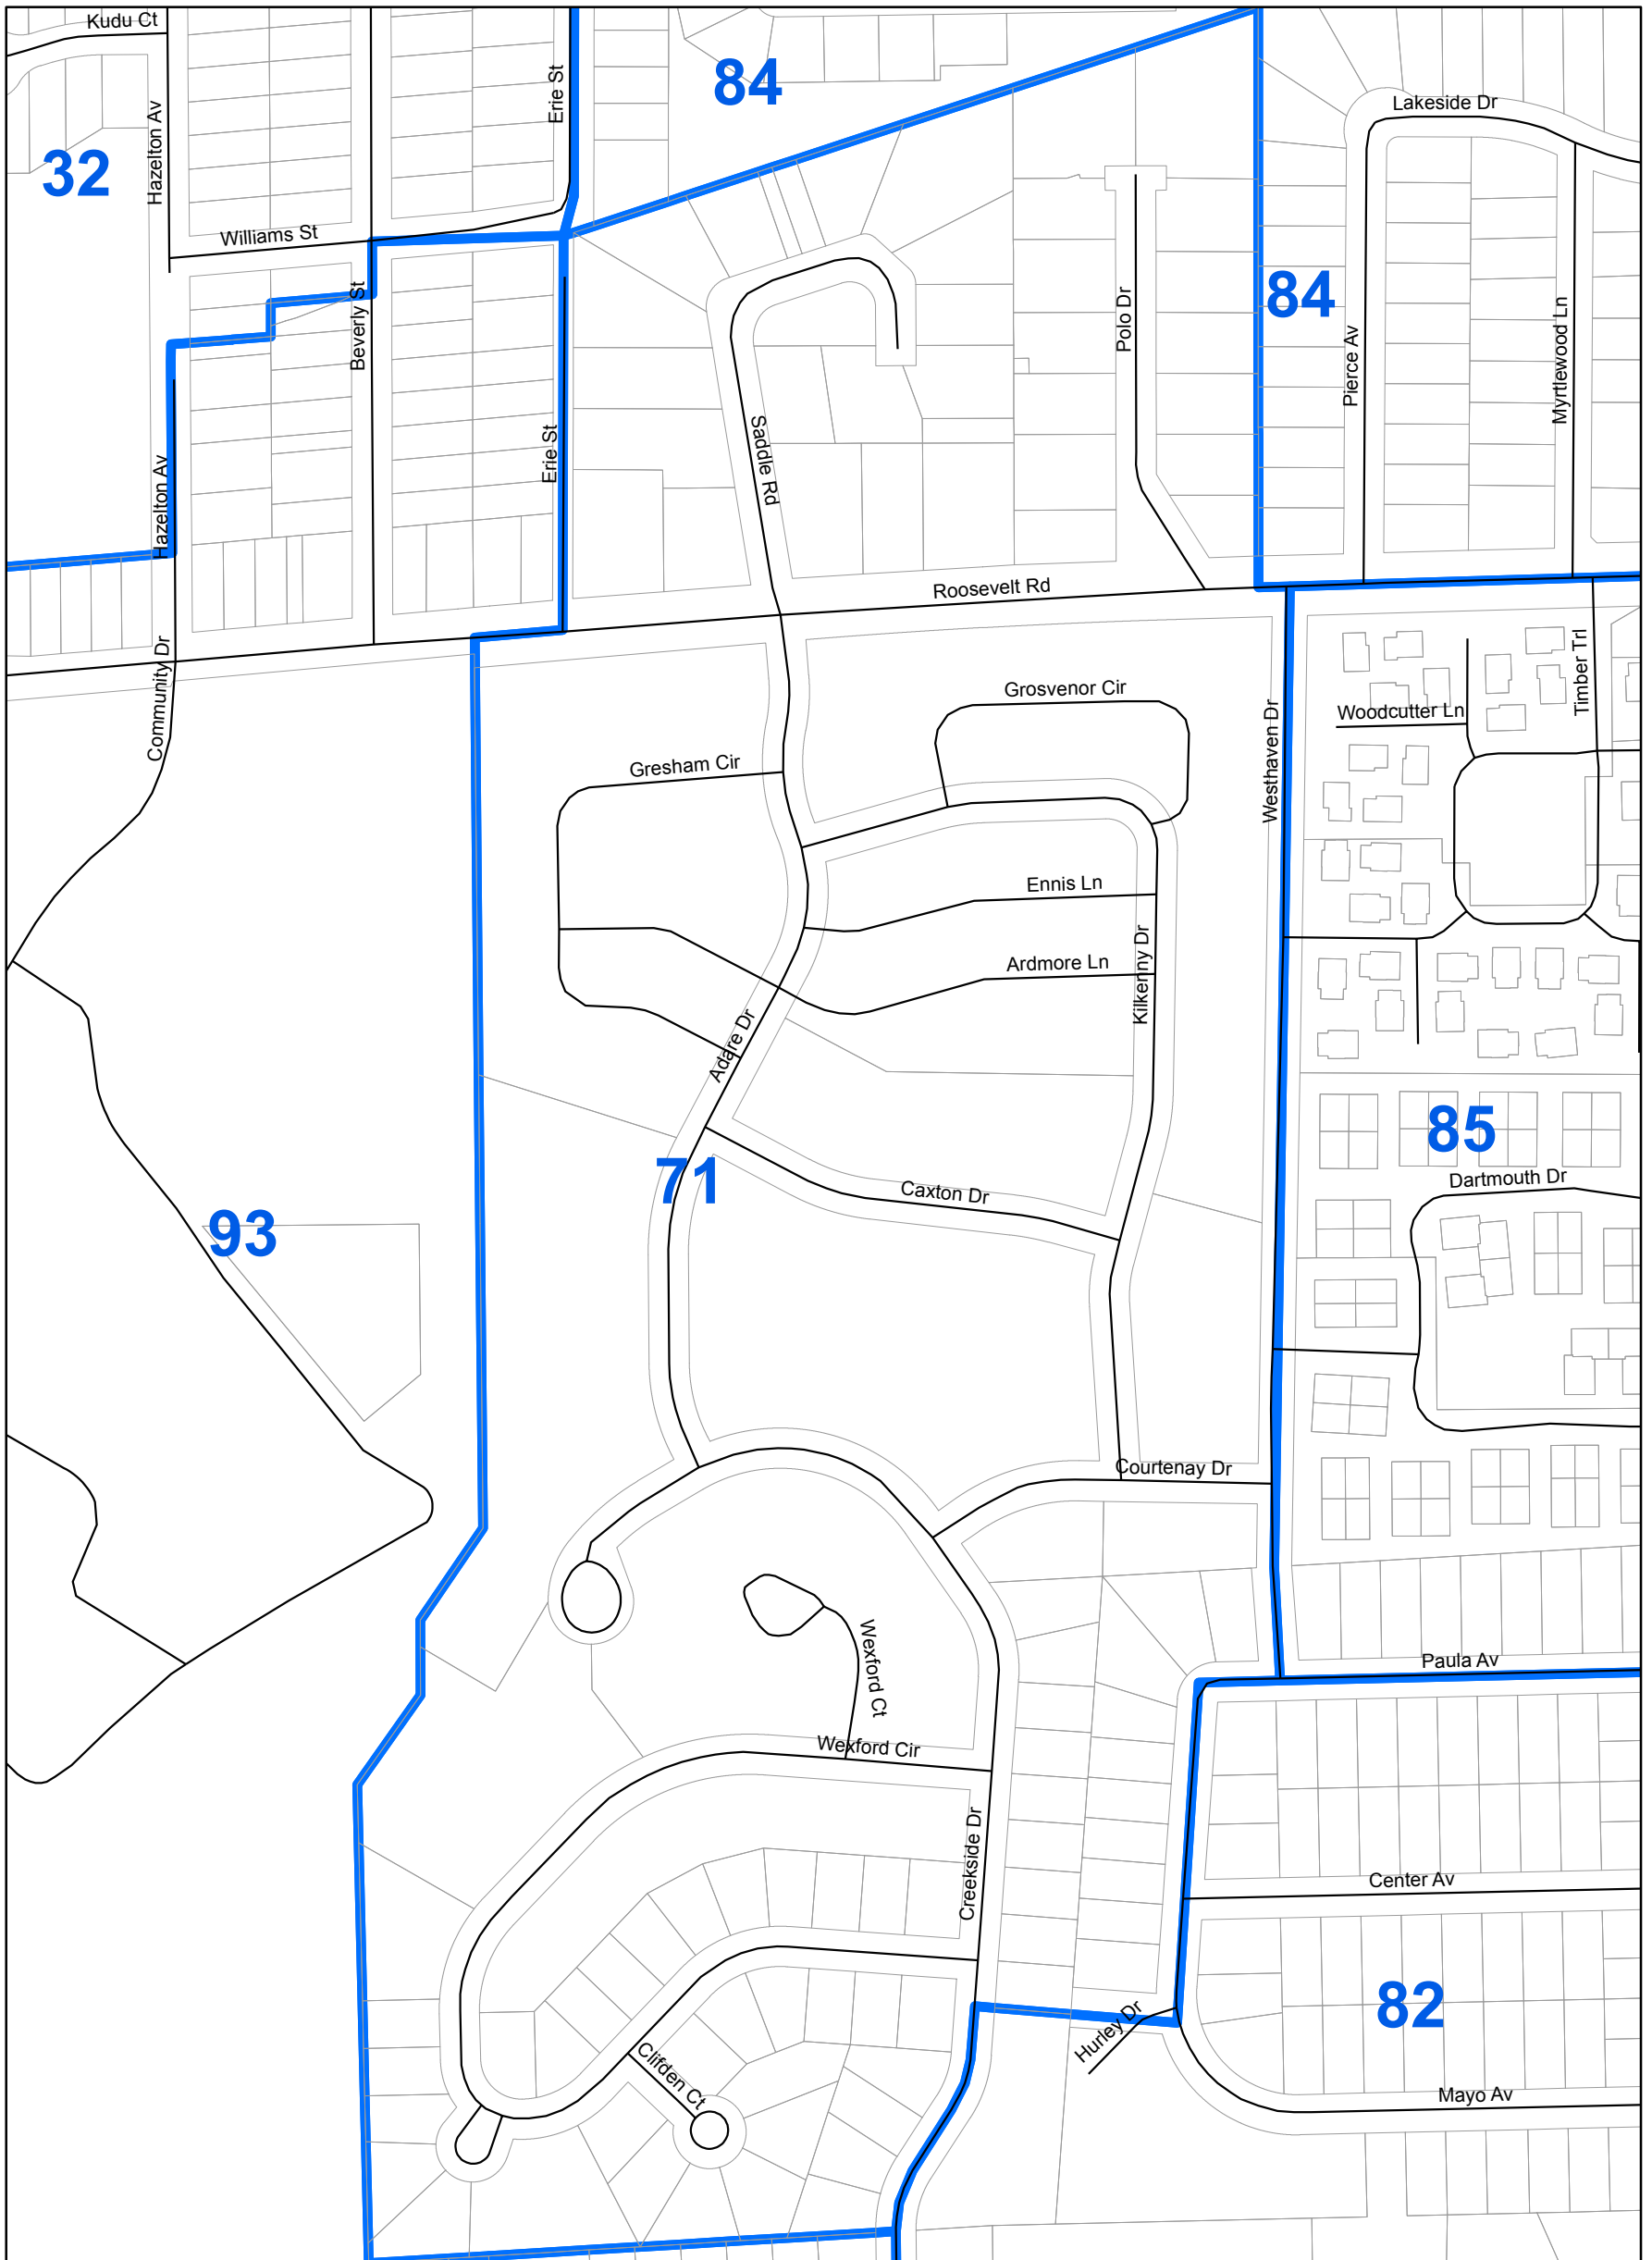 Kudu Ct
Hazelton Av
Erie St
84
Lakeside Dr
32
Williams St
Beverly St
Polo Dr
84
Pierce Av
Myrtlewood Ln
Hazelton Av
Erie St
Saddle Rd
Roosevelt Rd
Community Dr
Grosvenor Cir
Westhaven Dr
Woodcutter Ln
Timber Trl
Gresham Cir
Ennis Ln
Ardmore Ln
Kilkenny Dr
Adare Dr
85
71
Caxton Dr
Dartmouth Dr
93
Courtenay Dr
Wexford Ct
Paula Av
Wexford Cir
Creekside Dr
Center Av
82
Hurley Dr
Clifden Ct
Mayo Av